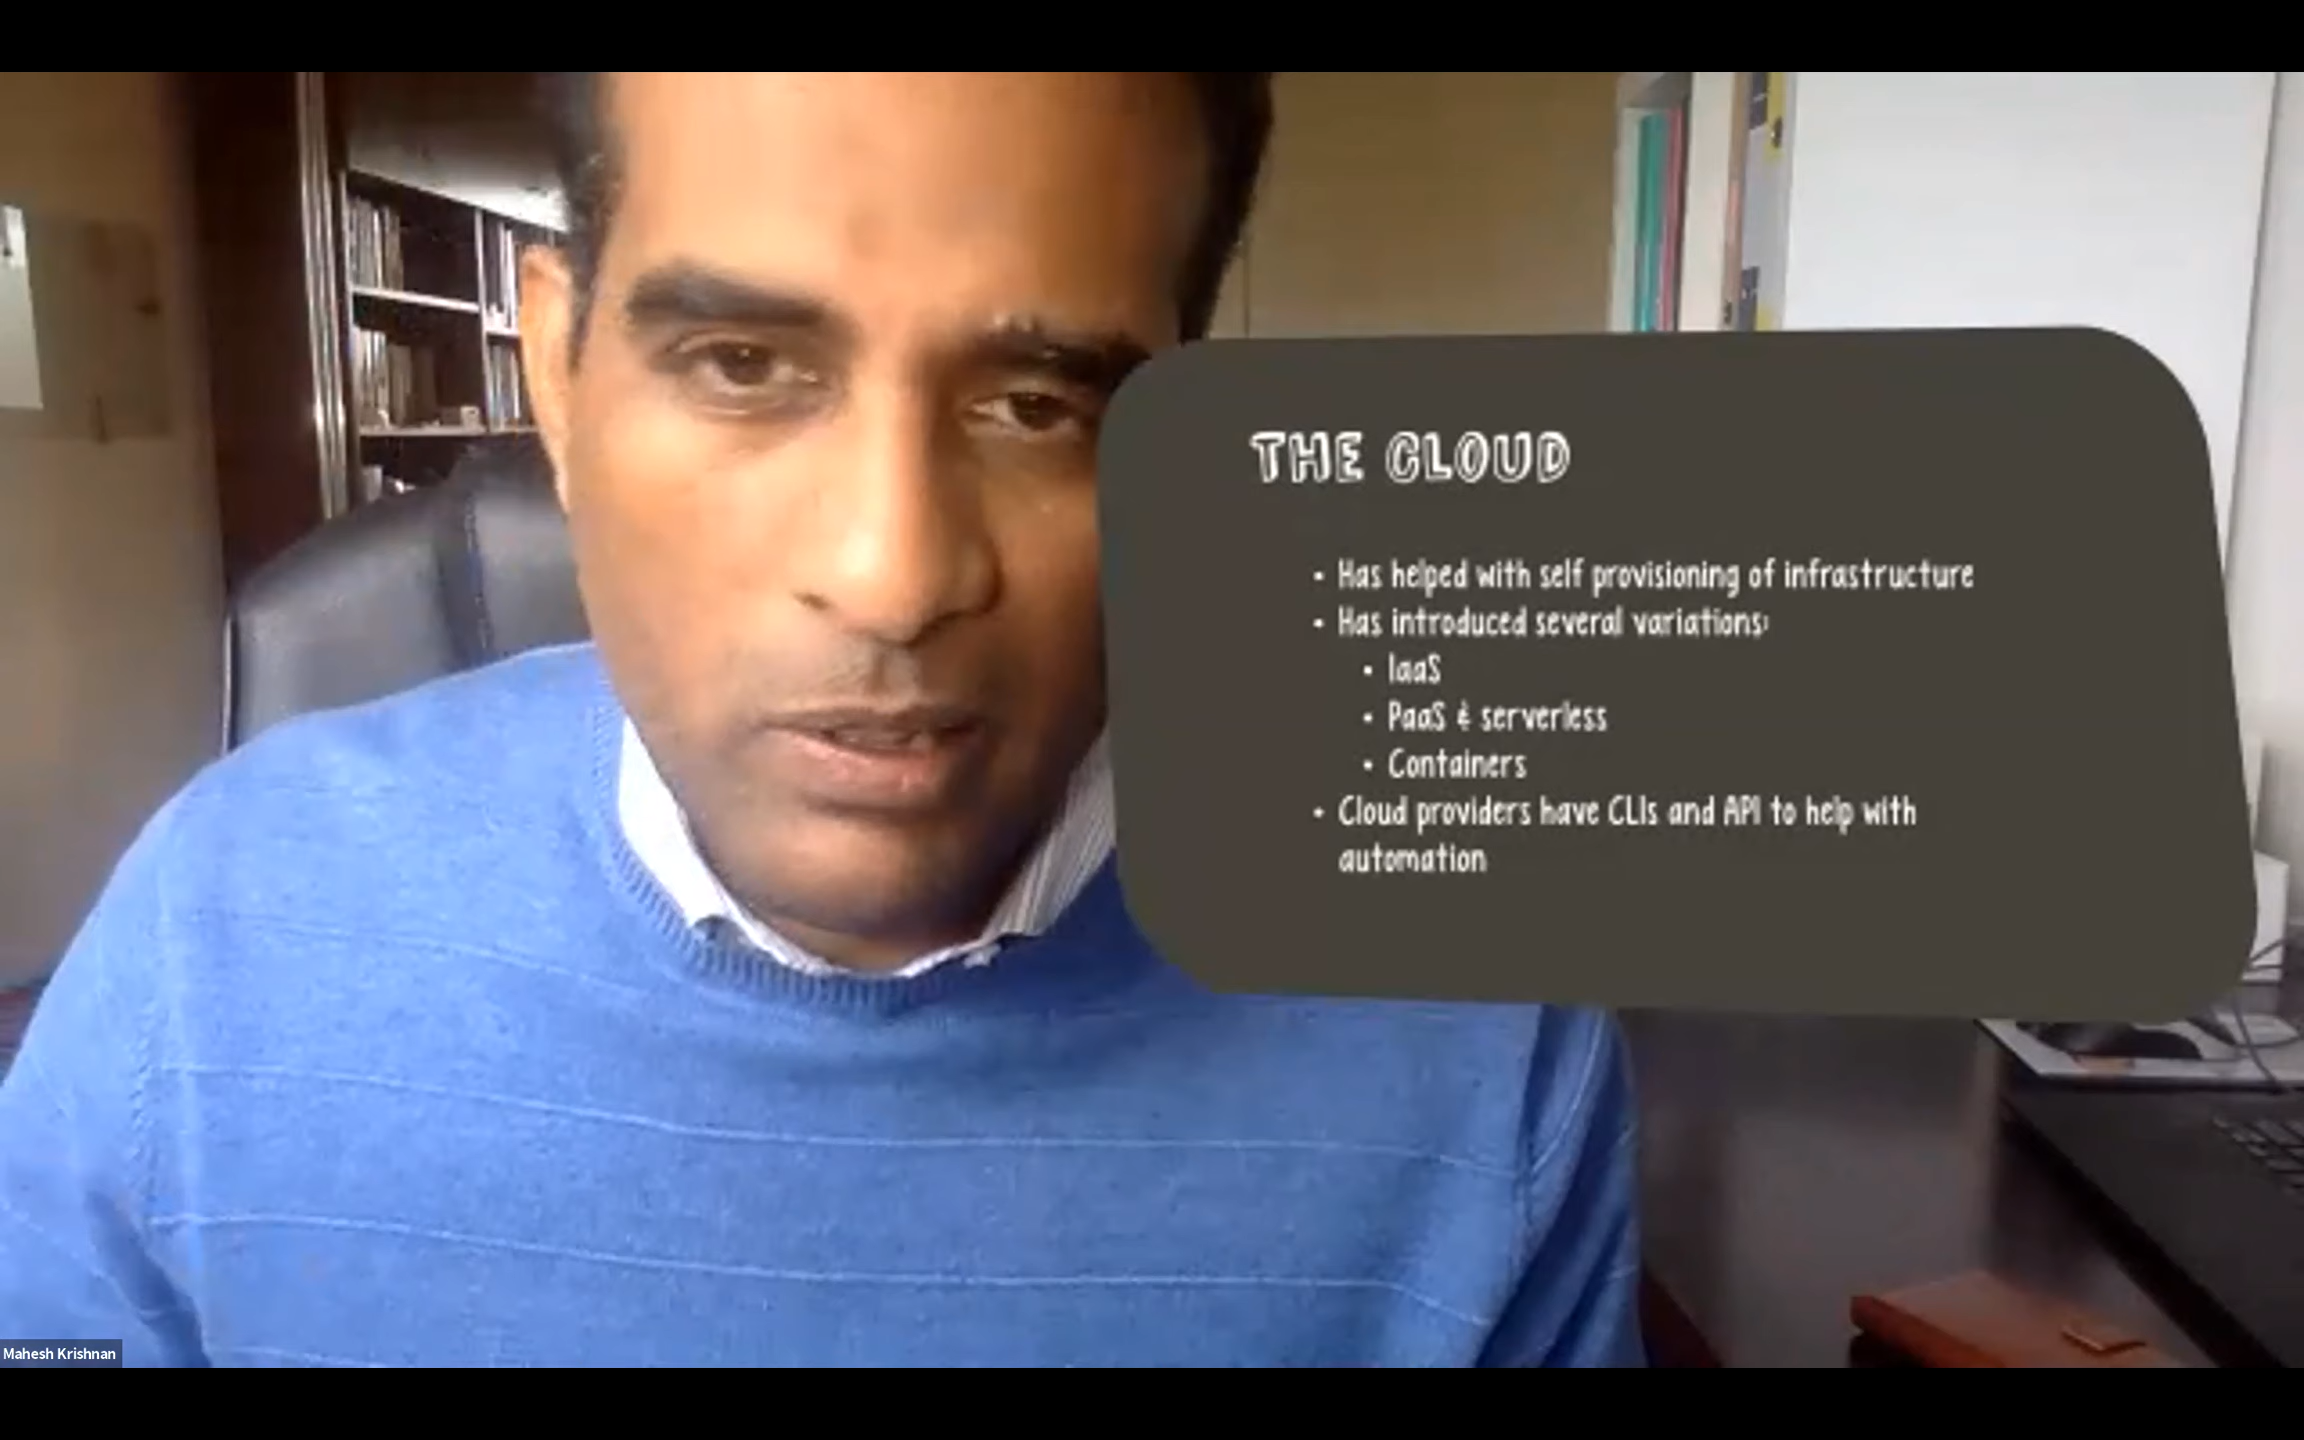 THE CLOUD
• Has helped with self provisioning of infrastructure
• Has introduced several variations:
• IaaS
• PaaS & serverless
• Containers
• Cloud providers have CLIs and API to help with
automation
Mahesh Krishnan